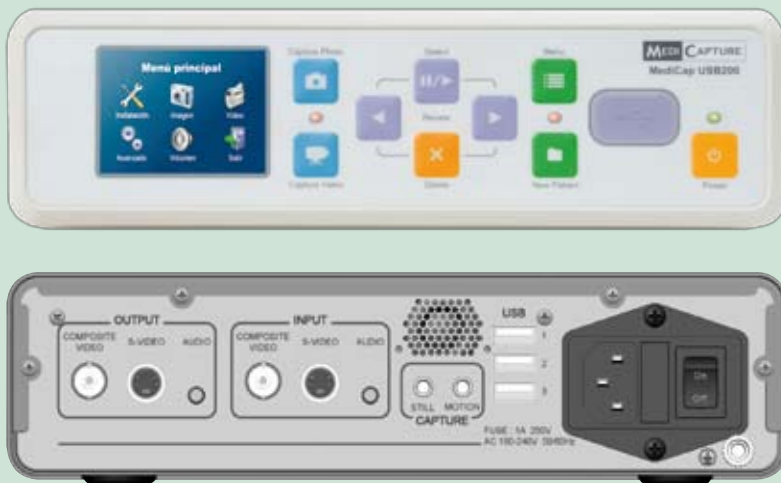 Capture Photo
Select
Menu
MEDICAPTURE
MediCap USB200
Menú principal
Instalación
Imagen
Vídeo
Avanzado
Volumen
Salir
Review
Capture Video
Delete
New Patient
Power
OUTPUT
INPUT
USB
COMPOSITE
VIDEO
S-VIDEO
AUDIO
COMPOSITE
VIDEO
S-VIDEO
AUDIO
1
2
3
STILL
MOTION
CAPTURE
FUSE : 1A 250V
AC 100-240V 50/60Hz
On
Off